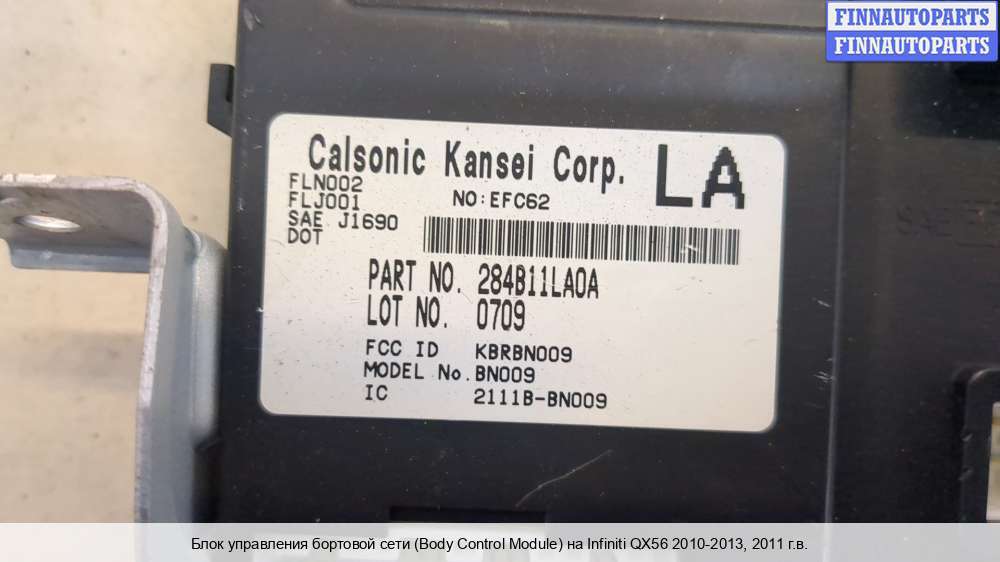 FINNAUTOPARTS
FINNAUTOPARTS
Calsonic Kansei Corp. LA
FLN002
FLJ001 NO:EFC62
SAE J1690
DOT
PART NO. 284B11LA0A
LOT NO. 0709
FCC ID KBRBN009
MODEL No. BN009
IC 2111B-BN009
SAE
Блок управления бортовой сети (Body Control Module) на Infiniti QX56 2010-2013, 2011 г.в.